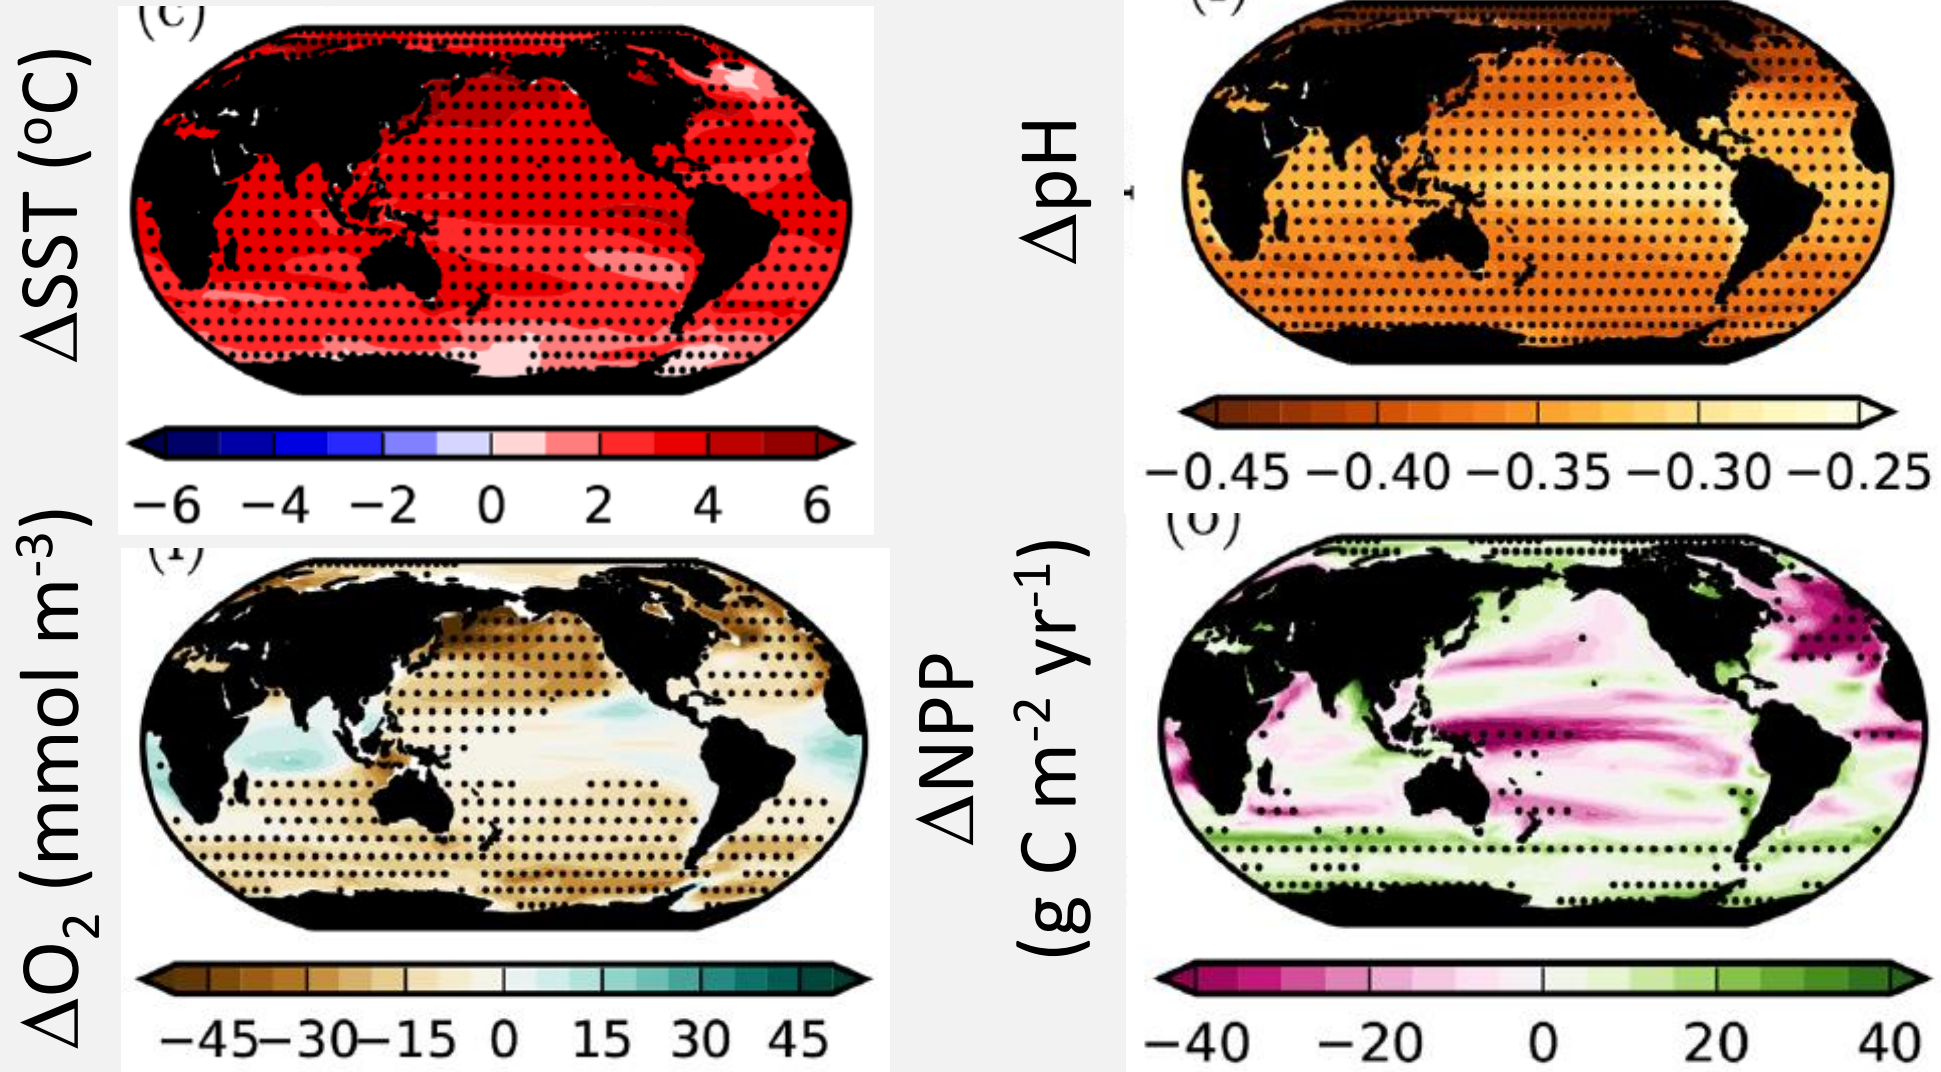 (c)
ΔSST (ºC)
−6 −4 −2 0 2 4 6
ΔpH
−0.45 −0.40 −0.35 −0.30 −0.25
ΔO2 (mmol m-3)
−45 −30 −15 0 15 30 45
(o)
ΔNPP
(g C m-2 yr-1)
−40 −20 0 20 40